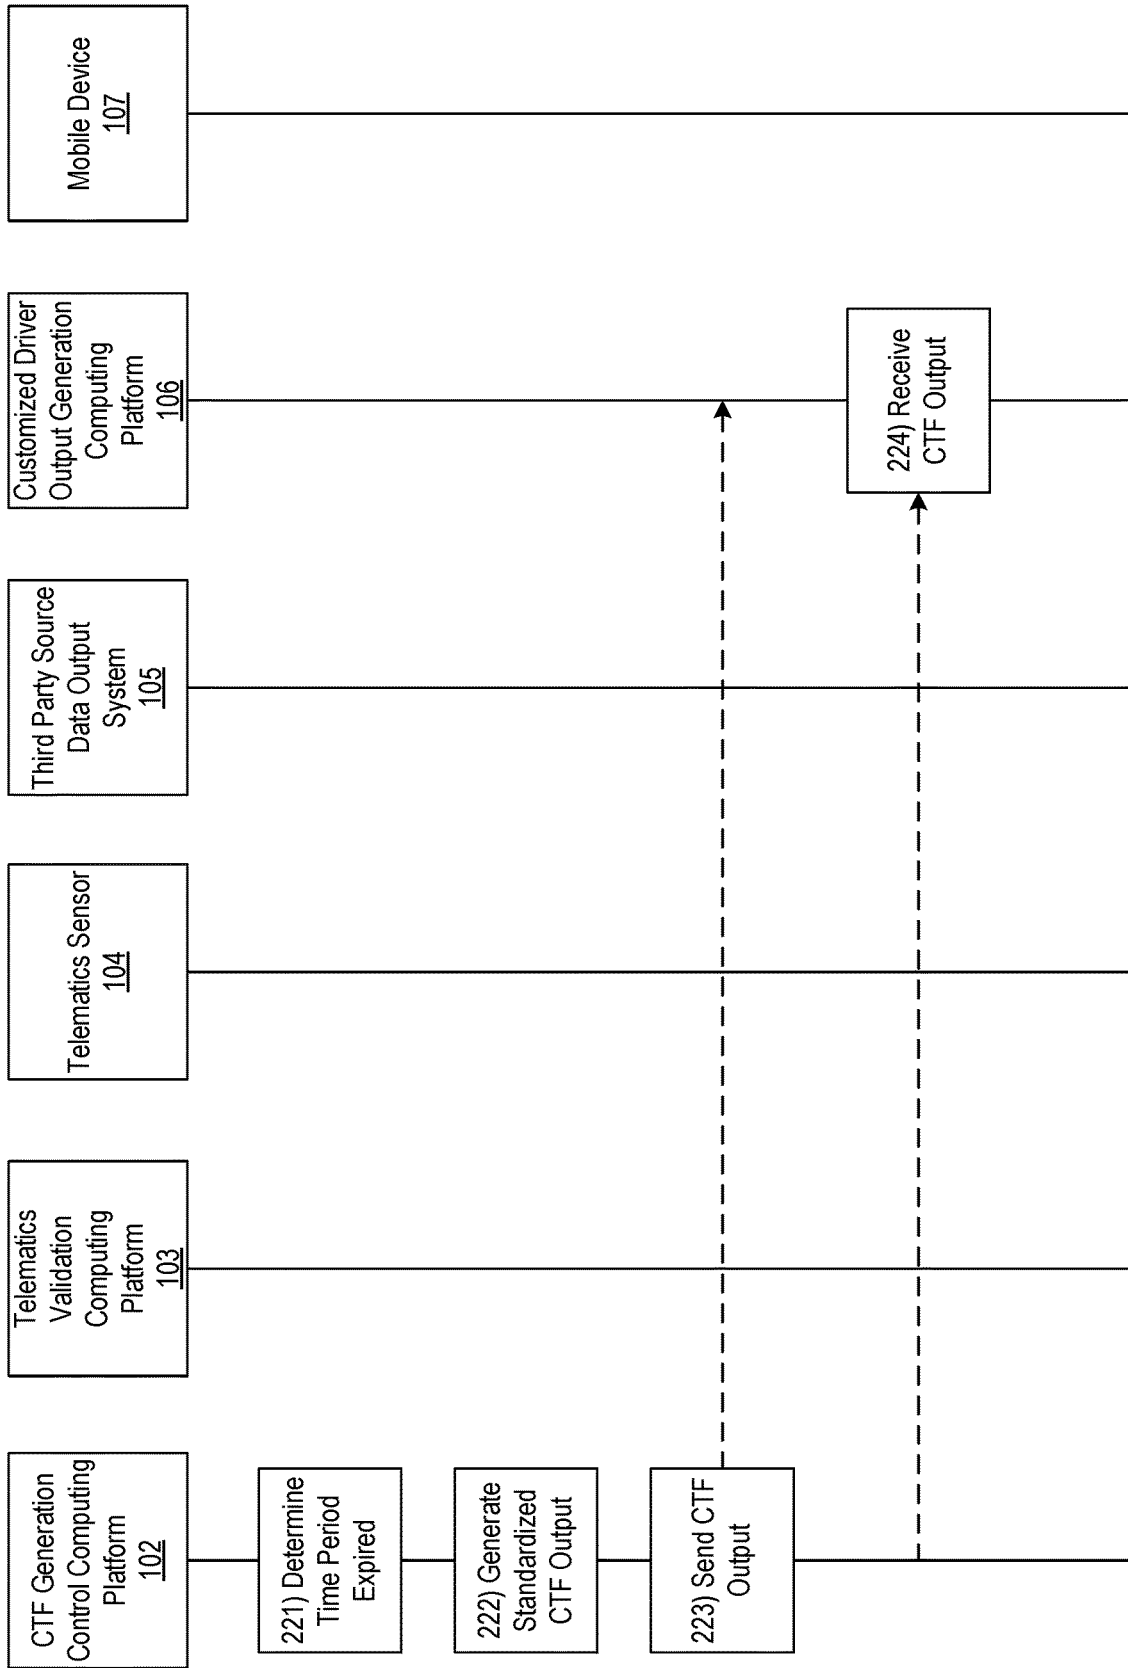 CTF Generation
Control Computing
Platform
102
Telematics
Validation
Computing
Platform
103
Telematics Sensor
104
Third Party Source
Data Output
System
105
Customized Driver
Output Generation
Computing
Platform
106
Mobile Device
107
221) Determine
Time Period
Expired
222) Generate
Standardized
CTF Output
223) Send CTF
Output
224) Receive
CTF Output